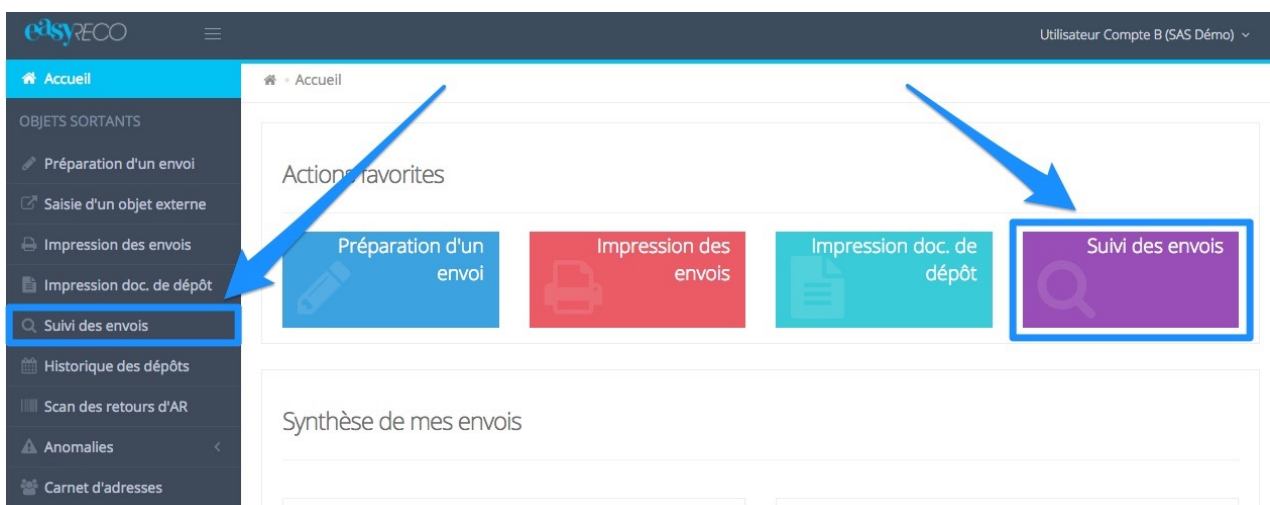 easyRECO
Utilisateur Compte B (SAS Démo)
Accueil
Accueil
OBJETS SORTANTS
Préparation d'un envoi
Saisie d'un objet externe
Impression des envois
Impression doc. de dépôt
Suivi des envois
Historique des dépôts
Scan des retours d'AR
Anomalies
Carnet d'adresses
Actions favorites
Préparation d'un
envoi
Impression des
envois
Impression doc. de
dépôt
Suivi des envois
Synthèse de mes envois